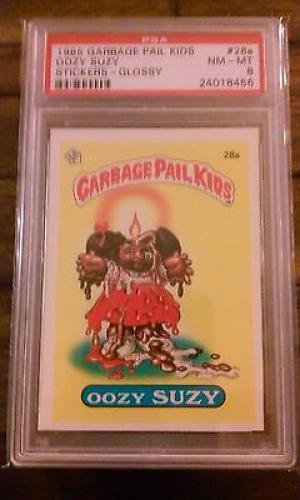 PSA
1985 GARBAGE PAIL KIDS #28a
OOZY SUZY NM - MT
STICKERS - GLOSSY 8
24018456
28a
GARBAGE PAIL KIDS
OOZY SUZY